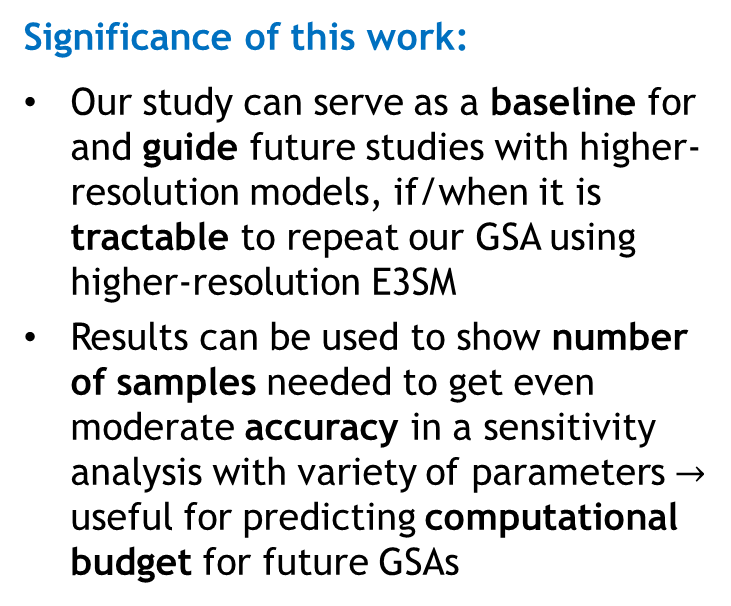 Significance of this work:
• Our study can serve as a baseline for
and guide future studies with higher-
resolution models, if/when it is
tractable to repeat our GSA using
higher-resolution E3SM
• Results can be used to show number
of samples needed to get even
moderate accuracy in a sensitivity
analysis with variety of parameters →
useful for predicting computational
budget for future GSAs